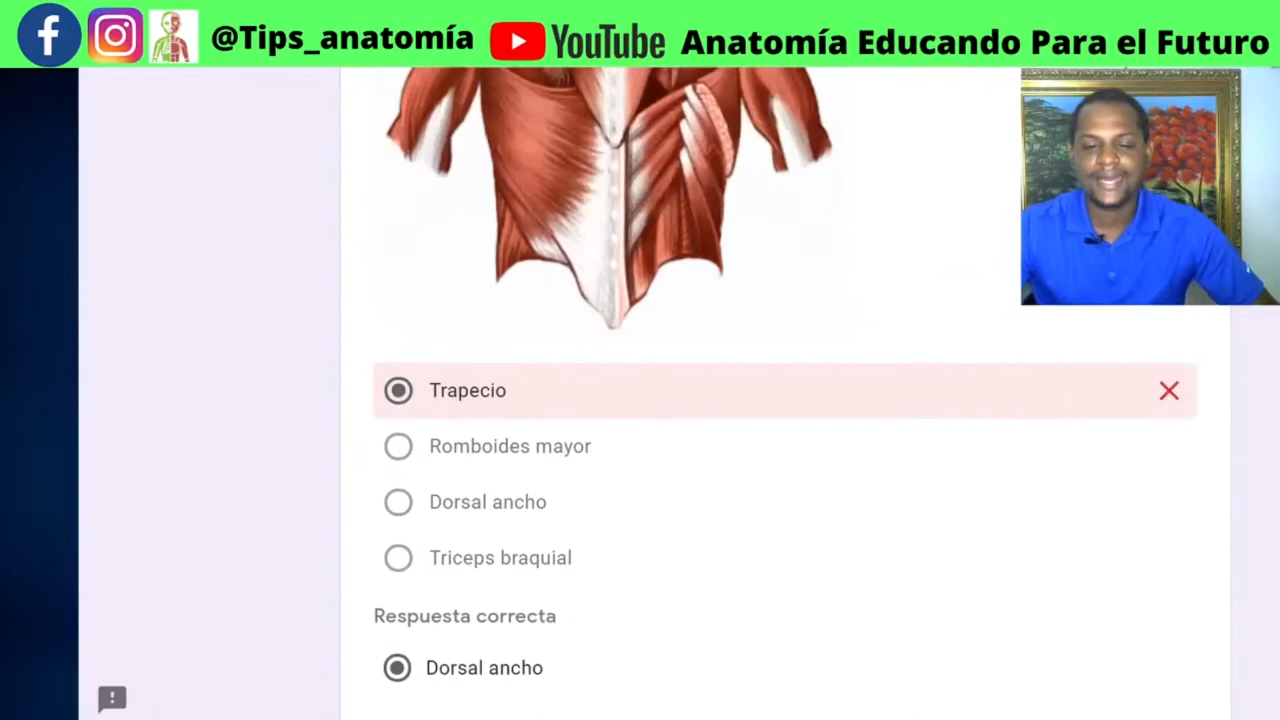 @Tips_anatomía YouTube Anatomía Educando Para el Futuro
Trapecio
Romboides mayor
Dorsal ancho
Triceps braquial
Respuesta correcta
Dorsal ancho